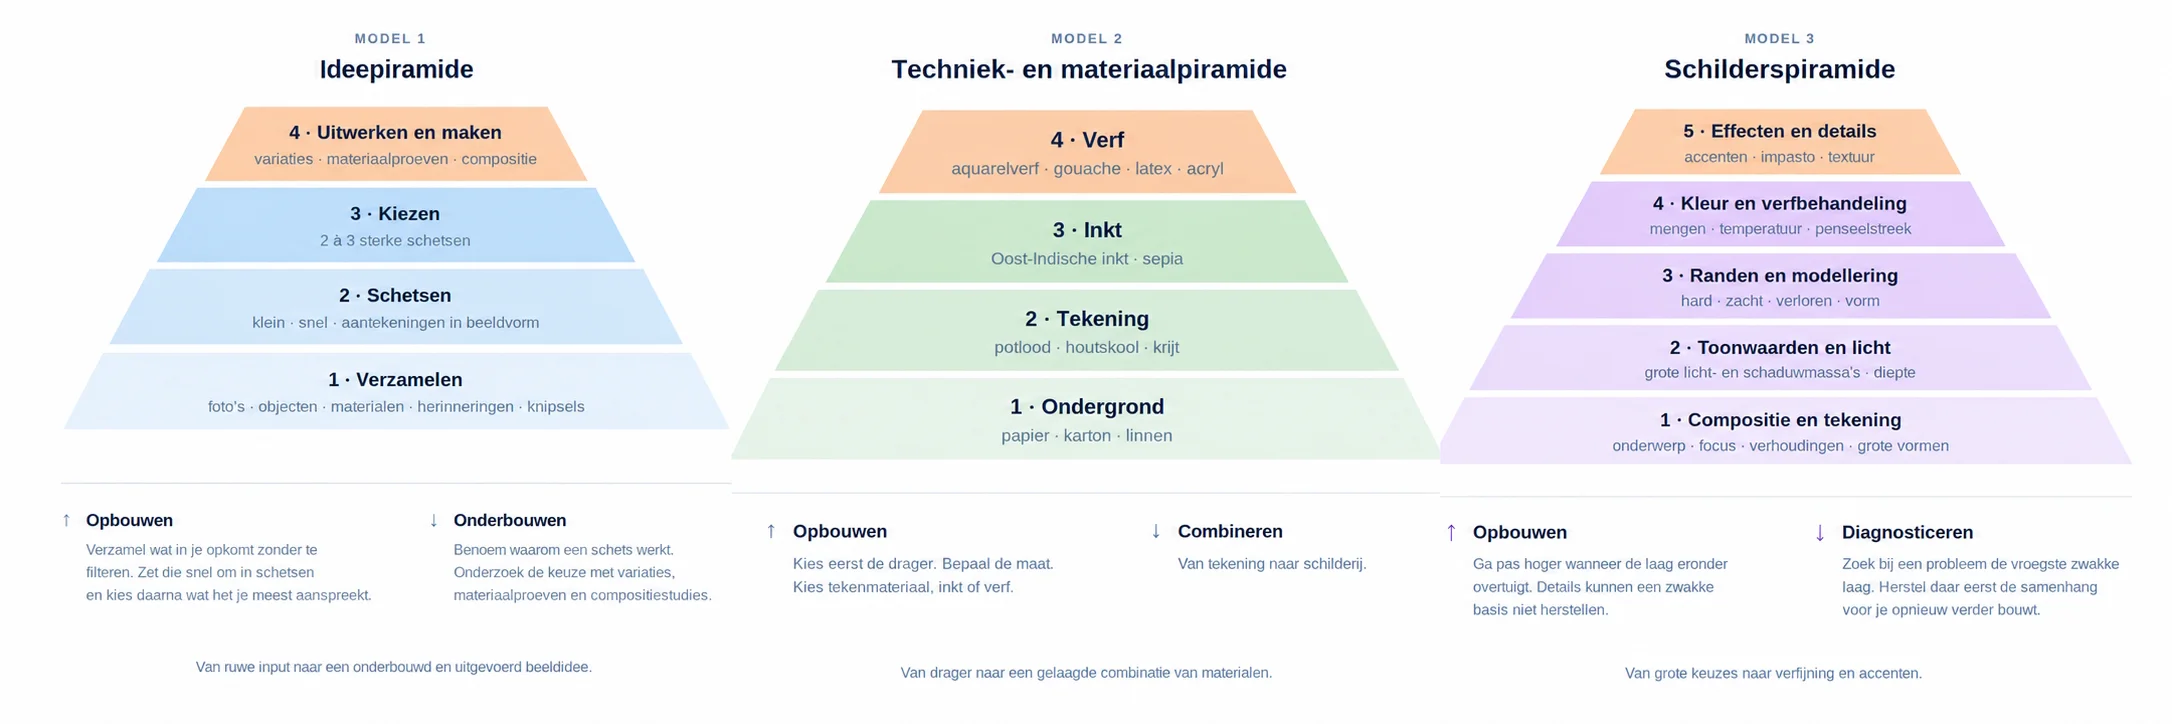 MODEL 1
Ideepiramide
4 · Uitwerken en maken
variaties · materiaalproeven · compositie
3 · Kiezen
2 à 3 sterke schetsen
2 · Schetsen
klein · snel · aantekeningen in beeldvorm
1 · Verzamelen
foto's · objecten · materialen · herinneringen · knipsels
↑ Opbouwen
Verzamel wat in je opkomt zonder te
filteren. Zet die snel om in schetsen
en kies daarna wat het je meest aanspreekt.
↓ Onderbouwen
Benoem waarom een schets werkt.
Onderzoek de keuze met variaties,
materiaalproeven en compositiestudies.
Van ruwe input naar een onderbouwd en uitgevoerd beeldidee.
MODEL 2
Techniek- en materiaalpiramide
4 · Verf
aquarelverf · gouache · latex · acryl
3 · Inkt
Oost-Indische inkt · sepia
2 · Tekening
potlood · houtskool · krijt
1 · Ondergrond
papier · karton · linnen
↑ Opbouwen
Kies eerst de drager. Bepaal de maat.
Kies tekenmateriaal, inkt of verf.
↓ Combineren
Van tekening naar schilderij.
Van drager naar een gelaagde combinatie van materialen.
MODEL 3
Schilderspiramide
5 · Effecten en details
accenten · impasto · textuur
4 · Kleur en verfbehandeling
mengen · temperatuur · penseelstreek
3 · Randen en modellering
hard · zacht · verloren · vorm
2 · Toonwaarden en licht
grote licht- en schaduwmassa's · diepte
1 · Compositie en tekening
onderwerp · focus · verhoudingen · grote vormen
↑ Opbouwen
Ga pas hoger wanneer de laag eronder
overtuigt. Details kunnen een zwakke
basis niet herstellen.
↓ Diagnosticeren
Zoek bij een probleem de vroegste zwakke
laag. Herstel daar eerst de samenhang
voor je opnieuw verder bouwt.
Van grote keuzes naar verfijning en accenten.